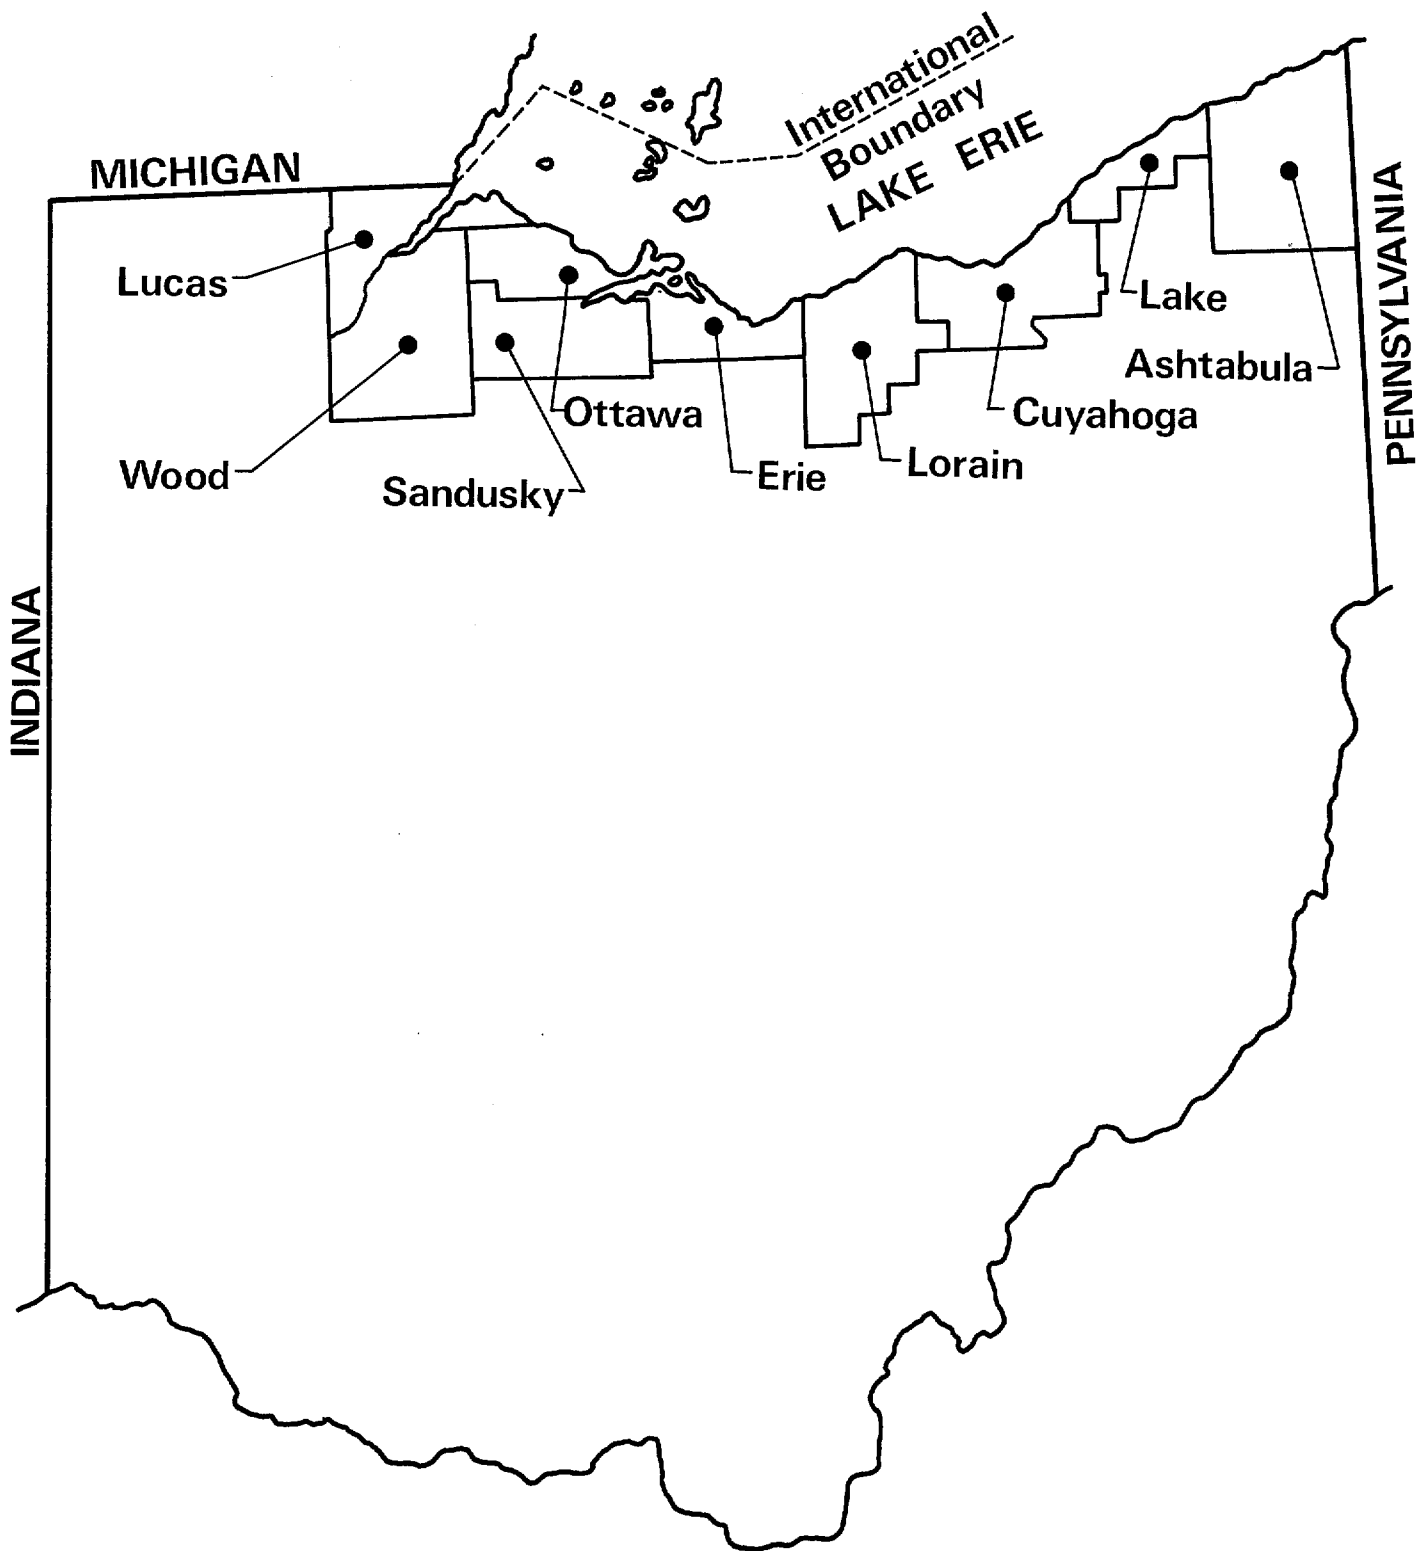 International
Boundary
LAKE ERIE
MICHIGAN
PENNSYLVANIA
Lucas
Lake
Ashtabula
Ottawa
Cuyahoga
Wood
Sandusky
Erie
Lorain
INDIANA